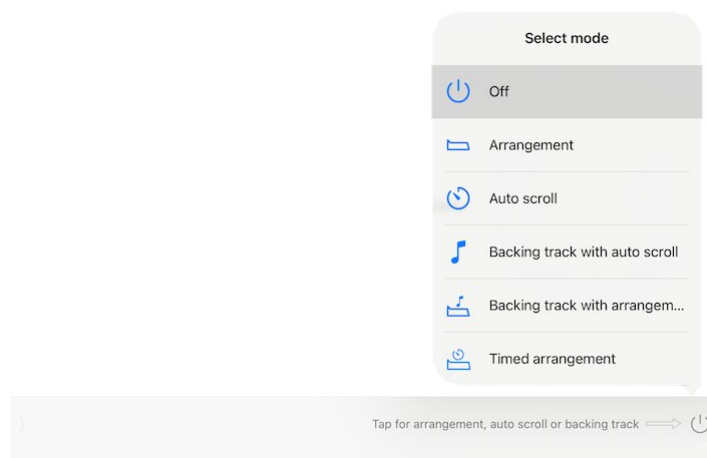 Select mode
Off
Arrangement
Auto scroll
Backing track with auto scroll
Backing track with arrangem...
Timed arrangement
Tap for arrangement, auto scroll or backing track